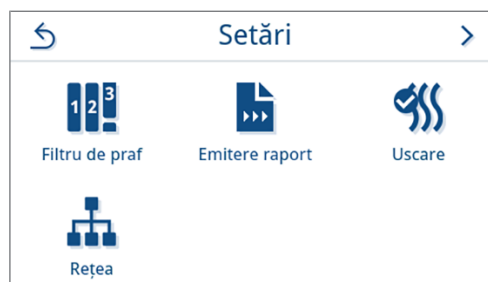 Setări
1 2 3
Filtru de praf
Emitere raport
Uscare
Rețea